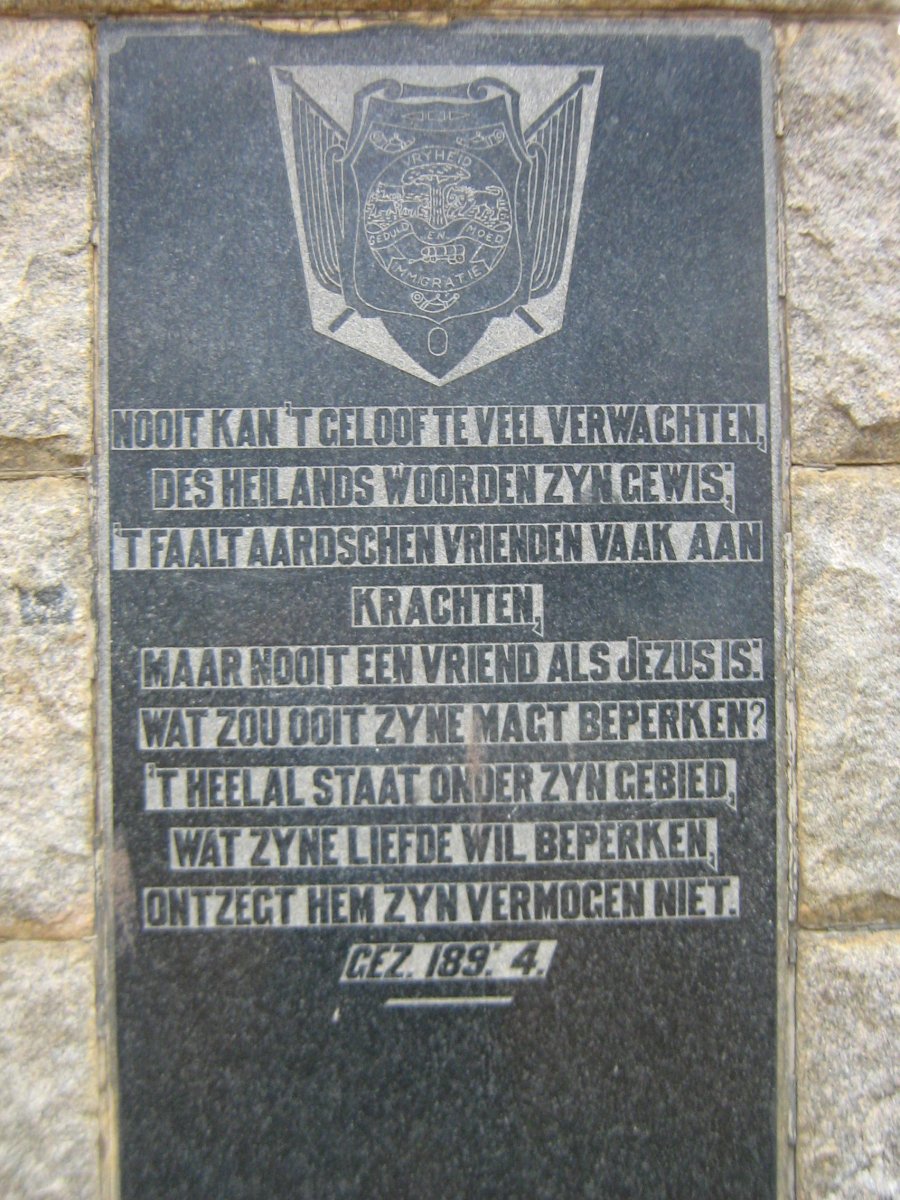 VRYHEID
GEDULD EN MOED
IMMIGRATIE
NOOIT KAN 'T GELOOF TE VEEL VERWACHTEN,
DES HEILANDS WOORDEN ZYN GEWIS;
'T FAALT AARDSCHEN VRIENDEN VAAK AAN
KRACHTEN,
MAAR NOOIT EEN VRIEND ALS JEZUS IS:
WAT ZOU OOIT ZYNE MAGT BEPERKEN?
'T HEELAL STAAT ONDER ZYN GEBIED,
WAT ZYNE LIEFDE WIL BEPERKEN,
ONTZEGT HEM ZYN VERMOGEN NIET.
GEZ. 189: 4.